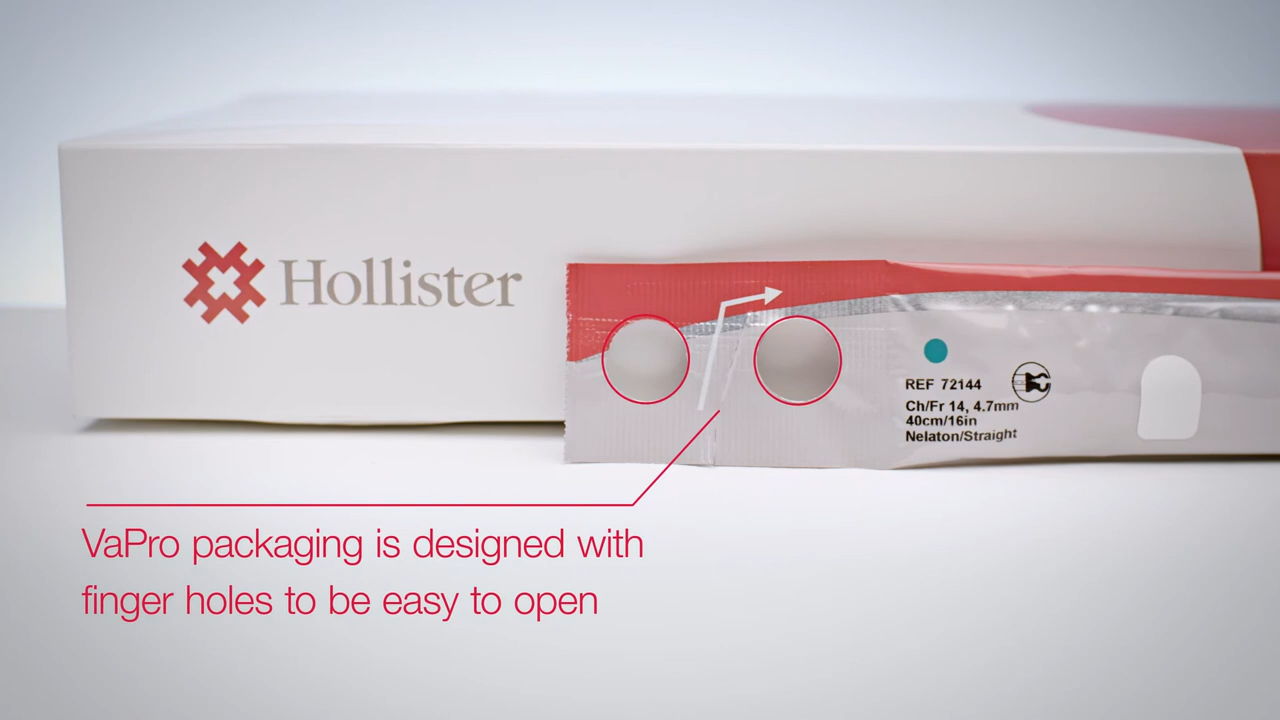 Hollister
REF 72144
Ch/Fr 14, 4.7mm
40cm/16in
Nelaton/Straight
VaPro packaging is designed with
finger holes to be easy to open